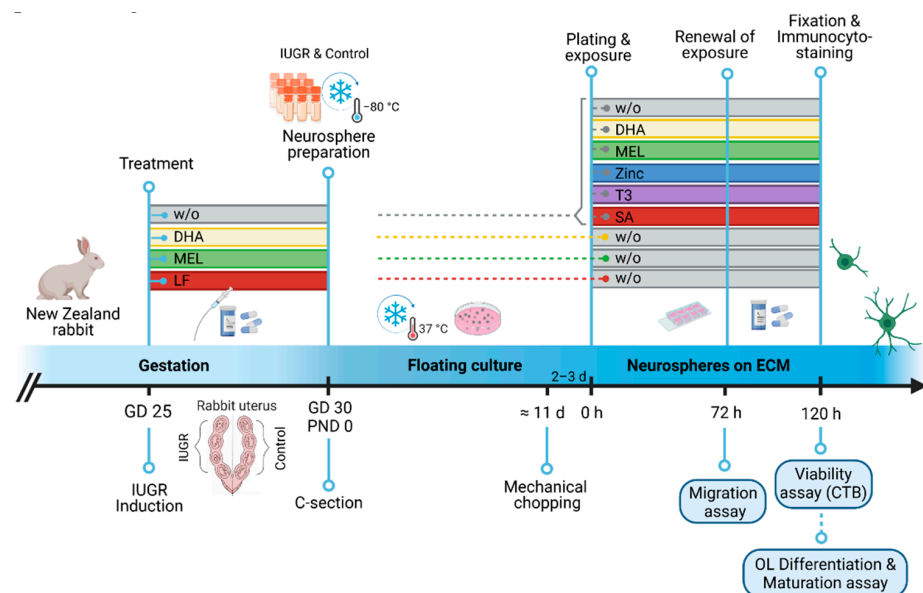 IUGR & Control
−80 °C
Neurosphere
preparation
Plating &
exposure
Renewal of
exposure
Fixation &
Immunocyto-
staining
Treatment
w/o
DHA
MEL
LF
w/o
DHA
MEL
Zinc
T3
SA
w/o
w/o
w/o
New Zealand
rabbit
37 °C
Gestation
Floating culture
Neurospheres on ECM
2–3 d
GD 25
Rabbit uterus
IUGR
Control
GD 30
PND 0
≈ 11 d
0 h
72 h
120 h
IUGR
Induction
C-section
Mechanical
chopping
Migration
assay
Viability
assay (CTB)
OL Differentiation &
Maturation assay